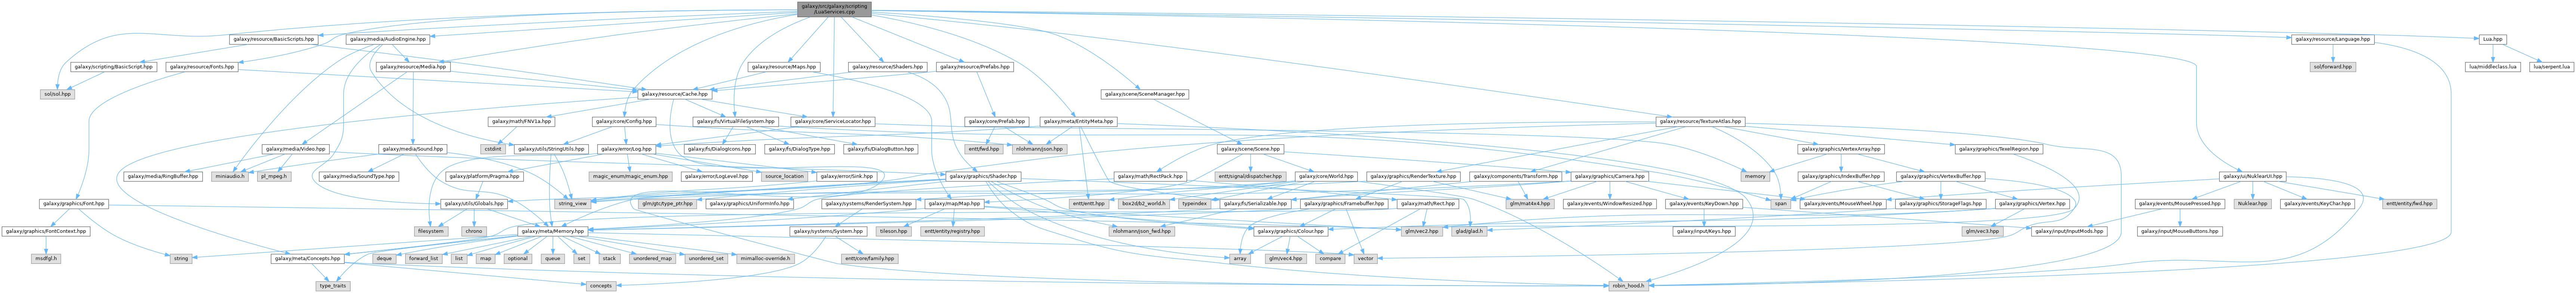 galaxy/src/galaxy/scripting
/LuaServices.cpp
galaxy/resource/BasicScripts.hpp
galaxy/media/AudioEngine.hpp
galaxy/resource/Language.hpp
Lua.hpp
galaxy/scripting/BasicScript.hpp
galaxy/resource/Fonts.hpp
galaxy/resource/Media.hpp
galaxy/resource/Maps.hpp
galaxy/resource/Shaders.hpp
galaxy/resource/Prefabs.hpp
sol/forward.hpp
lua/middleclass.lua
lua/serpent.lua
sol/sol.hpp
galaxy/resource/Cache.hpp
galaxy/scene/SceneManager.hpp
galaxy/math/FNV1a.hpp
galaxy/core/Config.hpp
galaxy/fs/VirtualFileSystem.hpp
galaxy/core/ServiceLocator.hpp
galaxy/core/Prefab.hpp
galaxy/meta/EntityMeta.hpp
galaxy/resource/TextureAtlas.hpp
galaxy/media/Video.hpp
galaxy/media/Sound.hpp
cstdint
galaxy/utils/StringUtils.hpp
galaxy/error/Log.hpp
galaxy/fs/DialogIcons.hpp
galaxy/fs/DialogType.hpp
galaxy/fs/DialogButton.hpp
entt/fwd.hpp
nlohmann/json.hpp
galaxy/scene/Scene.hpp
galaxy/graphics/VertexArray.hpp
galaxy/graphics/TexelRegion.hpp
galaxy/media/RingBuffer.hpp
miniaudio.h
pl_mpeg.h
galaxy/media/SoundType.hpp
galaxy/platform/Pragma.hpp
magic_enum/magic_enum.hpp
galaxy/error/LogLevel.hpp
source_location
galaxy/error/Sink.hpp
galaxy/graphics/Shader.hpp
galaxy/math/RectPack.hpp
entt/signal/dispatcher.hpp
galaxy/core/World.hpp
galaxy/graphics/RenderTexture.hpp
galaxy/components/Transform.hpp
galaxy/graphics/Camera.hpp
memory
galaxy/graphics/IndexBuffer.hpp
galaxy/graphics/VertexBuffer.hpp
galaxy/ui/NuklearUI.hpp
galaxy/graphics/Font.hpp
galaxy/utils/Globals.hpp
string_view
glm/gtc/type_ptr.hpp
galaxy/graphics/UniformInfo.hpp
galaxy/systems/RenderSystem.hpp
galaxy/map/Map.hpp
entt/entt.hpp
box2d/b2_world.h
typeindex
galaxy/fs/Serializable.hpp
galaxy/graphics/Framebuffer.hpp
galaxy/math/Rect.hpp
glm/mat4x4.hpp
galaxy/events/WindowResized.hpp
galaxy/events/KeyDown.hpp
span
galaxy/events/MouseWheel.hpp
galaxy/graphics/StorageFlags.hpp
galaxy/graphics/Vertex.hpp
galaxy/events/MousePressed.hpp
Nuklear.hpp
galaxy/events/KeyChar.hpp
entt/entity/fwd.hpp
galaxy/graphics/FontContext.hpp
filesystem
chrono
galaxy/meta/Memory.hpp
galaxy/systems/System.hpp
tileson.hpp
entt/entity/registry.hpp
nlohmann/json_fwd.hpp
galaxy/graphics/Colour.hpp
glm/vec2.hpp
glad/glad.h
galaxy/input/Keys.hpp
glm/vec3.hpp
galaxy/input/InputMods.hpp
galaxy/input/MouseButtons.hpp
msdfgl.h
string
galaxy/meta/Concepts.hpp
deque
forward_list
list
map
optional
queue
set
stack
unordered_map
unordered_set
mimalloc-override.h
entt/core/family.hpp
array
glm/vec4.hpp
compare
vector
type_traits
concepts
robin_hood.h